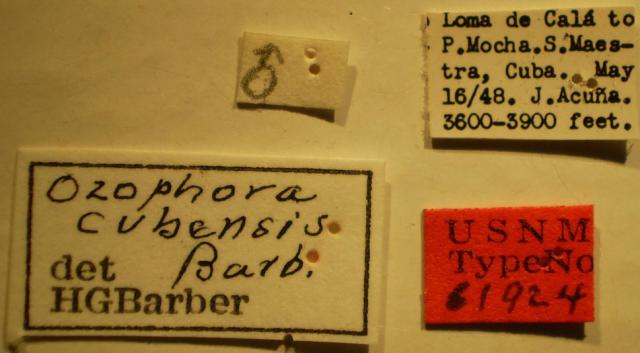 ♂
Loma de Calá to
P.Mocha.S.Maes-
tra, Cuba. May
16/48. J.Acuña.
3600-3900 feet.
Ozophora
cubensis
Barb.
det
HGBarber
USNM
TypeNo
61924